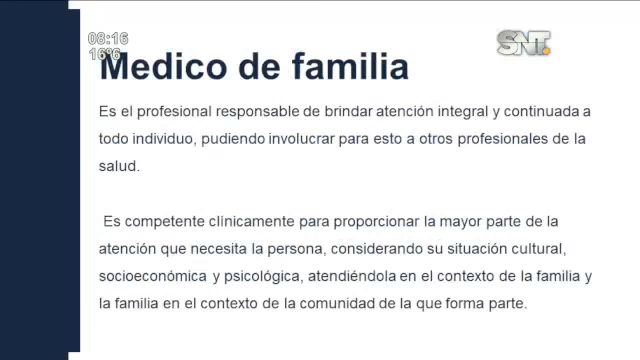 08:16
16°6
SNT.
Medico de familia
Es el profesional responsable de brindar atención integral y continuada a
todo individuo, pudiendo involucrar para esto a otros profesionales de la
salud.
Es competente clínicamente para proporcionar la mayor parte de la
atención que necesita la persona, considerando su situación cultural,
socioeconómica y psicológica, atendiéndola en el contexto de la familia y
la familia en el contexto de la comunidad de la que forma parte.